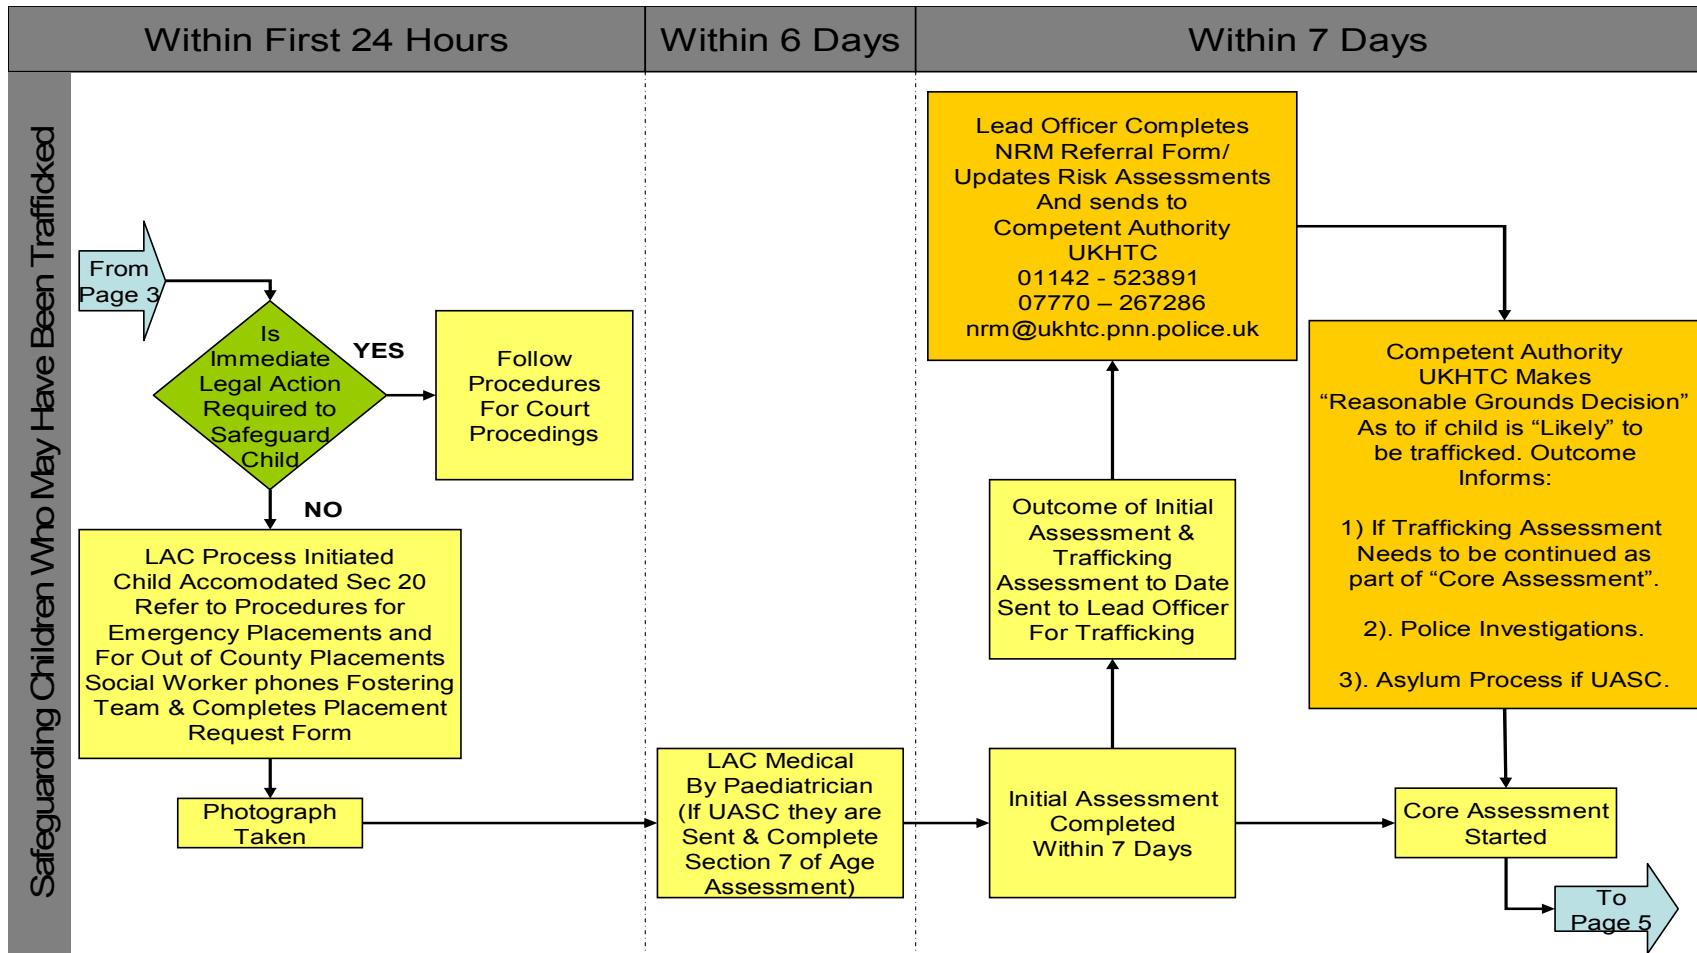 Within First 24 Hours
Within 6 Days
Within 7 Days
Safeguarding Children Who May Have Been Trafficked
From
Page 3
Is
Immediate
Legal Action
Required to
Safeguard
Child
YES
Follow
Procedures
For Court
Procedings
NO
LAC Process Initiated
Child Accomodated Sec 20
Refer to Procedures for
Emergency Placements and
For Out of County Placements
Social Worker phones Fostering
Team & Completes Placement
Request Form
Photograph
Taken
LAC Medical
By Paediatrician
(If UASC they are
Sent & Complete
Section 7 of Age
Assessment)
Initial Assessment
Completed
Within 7 Days
Outcome of Initial
Assessment &
Trafficking
Assessment to Date
Sent to Lead Officer
For Trafficking
Lead Officer Completes
NRM Referral Form/
Updates Risk Assessments
And sends to
Competent Authority
UKHTC
01142 - 523891
07770 – 267286
nrm@ukhtc.pnn.police.uk
Competent Authority
UKHTC Makes
“Reasonable Grounds Decision”
As to if child is “Likely” to
be trafficked. Outcome
Informs:
1) If Trafficking Assessment
Needs to be continued as
part of “Core Assessment”.
2). Police Investigations.
3). Asylum Process if UASC.
Core Assessment
Started
To
Page 5